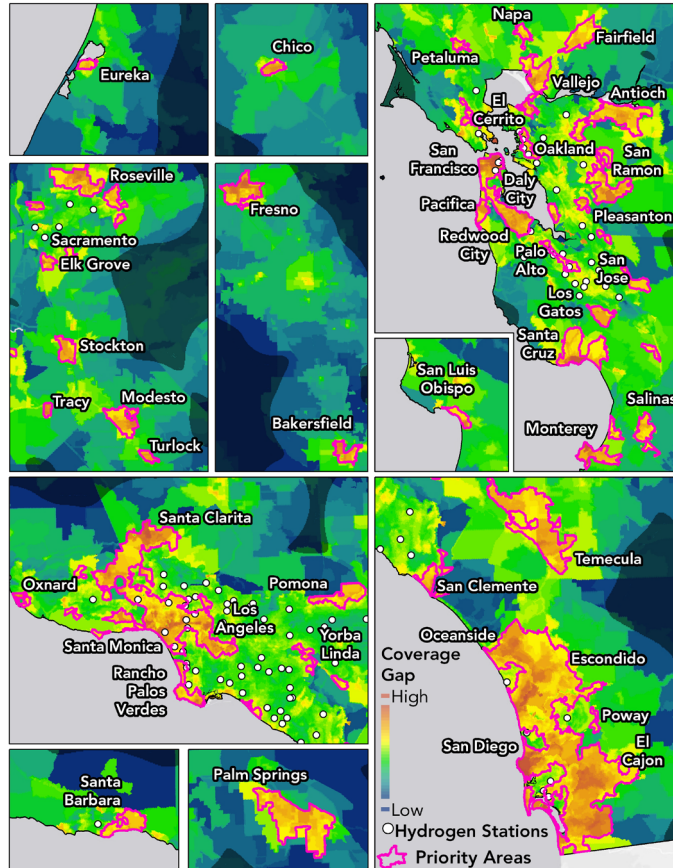 Eureka
Chico
Napa
Fairfield
Petaluma
Vallejo
Antioch
El
Cerrito
Oakland
San
Francisco
San
Ramon
Daly
City
Pacifica
Pleasanton
Redwood
City
Palo
Alto
San
Jose
Los
Gatos
Santa
Cruz
Salinas
Monterey
San Luis
Obispo
Roseville
Sacramento
Elk Grove
Stockton
Tracy
Modesto
Turlock
Fresno
Bakersfield
Santa Clarita
Oxnard
Pomona
Los
Angeles
Santa Monica
Yorba
Linda
Rancho
Palos
Verdes
Temecula
San Clemente
Oceanside
Escondido
Poway
San Diego
El
Cajon
Coverage
Gap
High
Low
Hydrogen Stations
Priority Areas
Santa
Barbara
Palm Springs